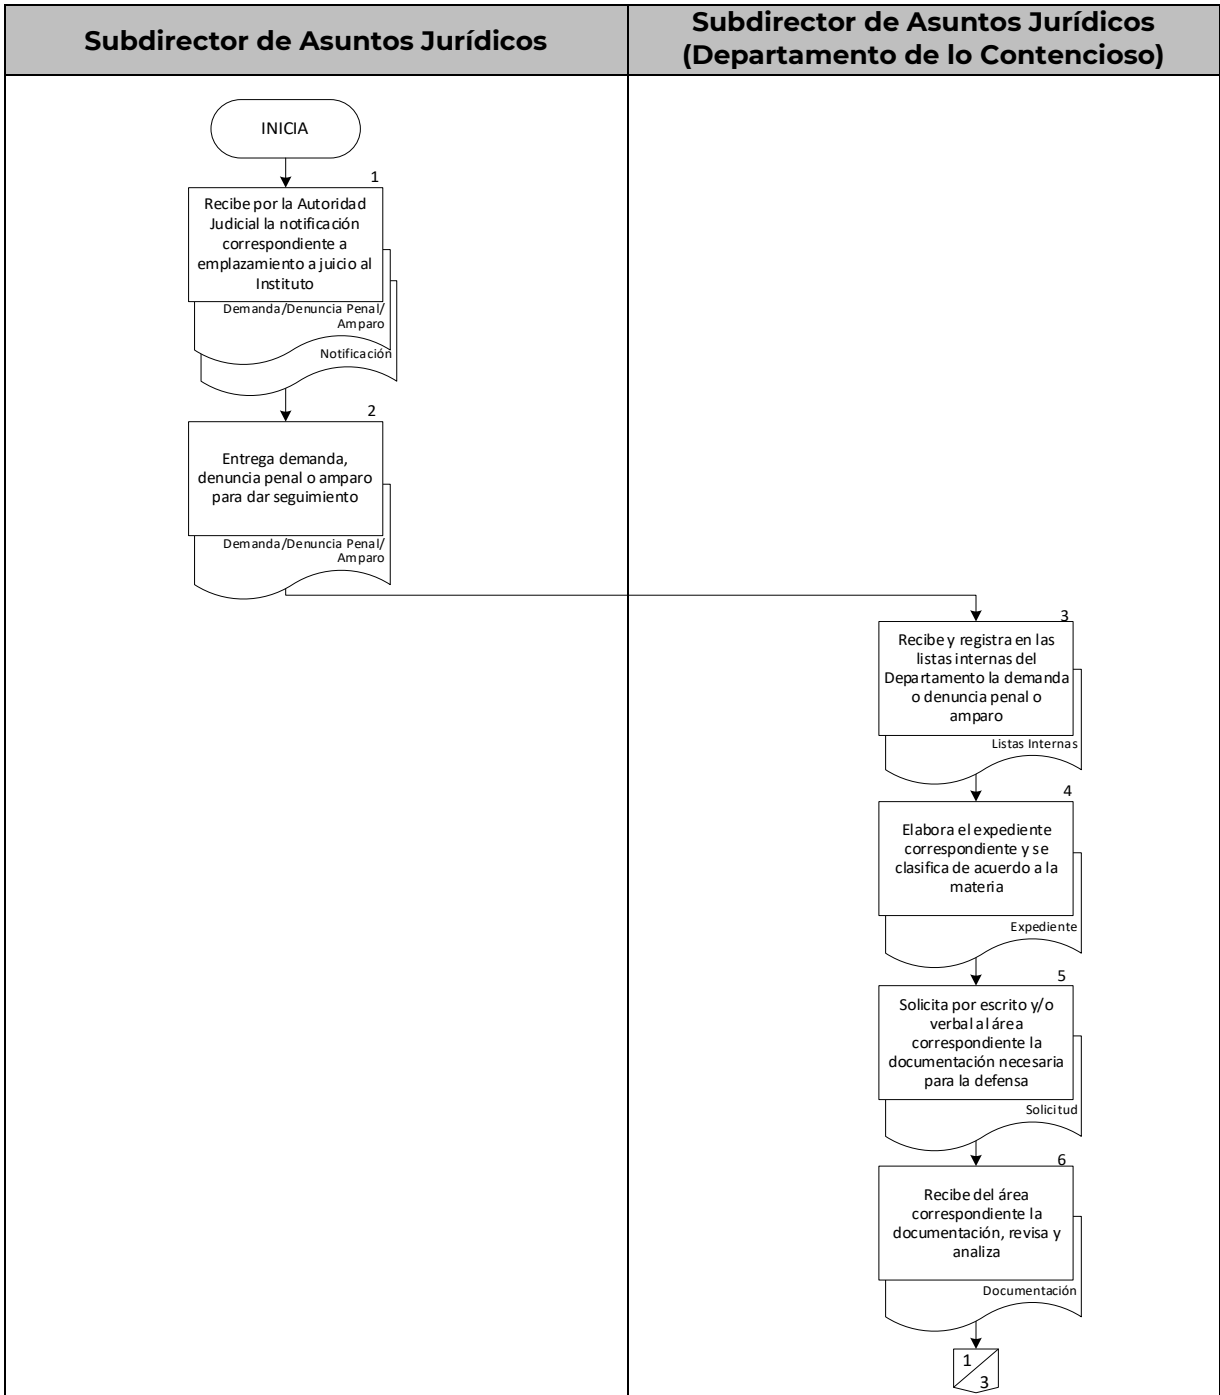 Subdirector de Asuntos Jurídicos
Subdirector de Asuntos Jurídicos
(Departamento de lo Contencioso)
INICIA
1
Recibe por la Autoridad
Judicial la notificación
correspondiente a
emplazamiento a juicio al
Instituto
Demanda/Denuncia Penal/
Amparo
Notificación
2
Entrega demanda,
denuncia penal o amparo
para dar seguimiento
Demanda/Denuncia Penal/
Amparo
3
Recibe y registra en las
listas internas del
Departamento la demanda
o denuncia penal o
amparo
Listas Internas
4
Elabora el expediente
correspondiente y se
clasifica de acuerdo a la
materia
Expediente
5
Solicita por escrito y/o
verbal al área
correspondiente la
documentación necesaria
para la defensa
Solicitud
6
Recibe del área
correspondiente la
documentación, revisa y
analiza
Documentación
1
3